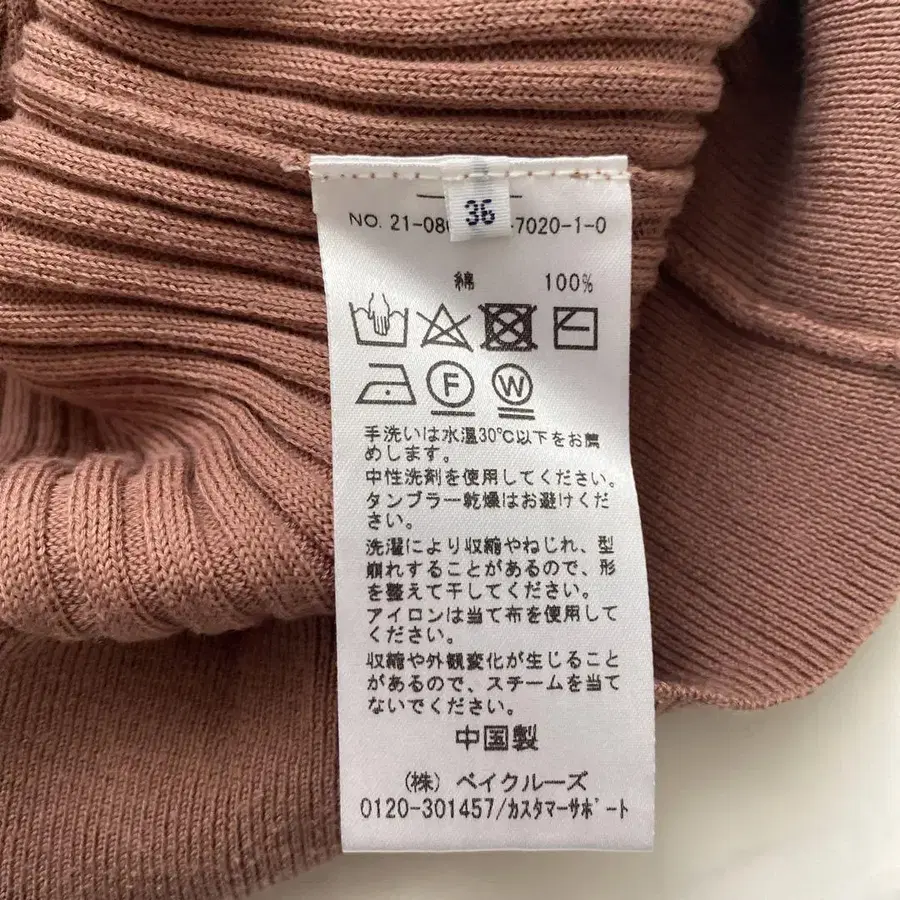 36
NO. 21-080 -7020-1-0
綿 100%
F W
手洗いは水温30℃以下をお薦
めします。
中性洗剤を使用してください。
タンブラー乾燥はお避けくだ
さい。
洗濯により収縮やねじれ、型
崩れすることがあるので、形
を整えて干してください。
アイロンは当て布を使用して
ください。
収縮や外観変化が生じること
があるので、スチームを当て
ないでください。
中国製
(株) ベイクルーズ
0120-301457/カスタマーサポート